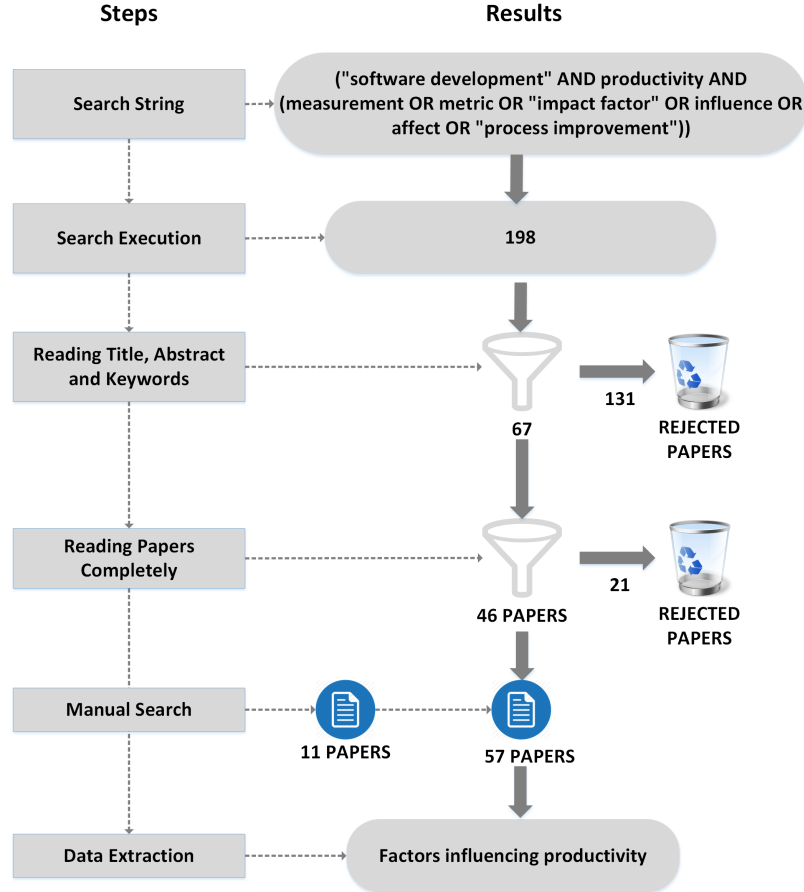 Steps
Results
Search String
("software development" AND productivity AND
(measurement OR metric OR "impact factor" OR influence OR
affect OR "process improvement"))
Search Execution
198
Reading Title, Abstract
and Keywords
67
131
REJECTED
PAPERS
Reading Papers
Completely
46 PAPERS
21
REJECTED
PAPERS
Manual Search
11 PAPERS
57 PAPERS
Data Extraction
Factors influencing productivity